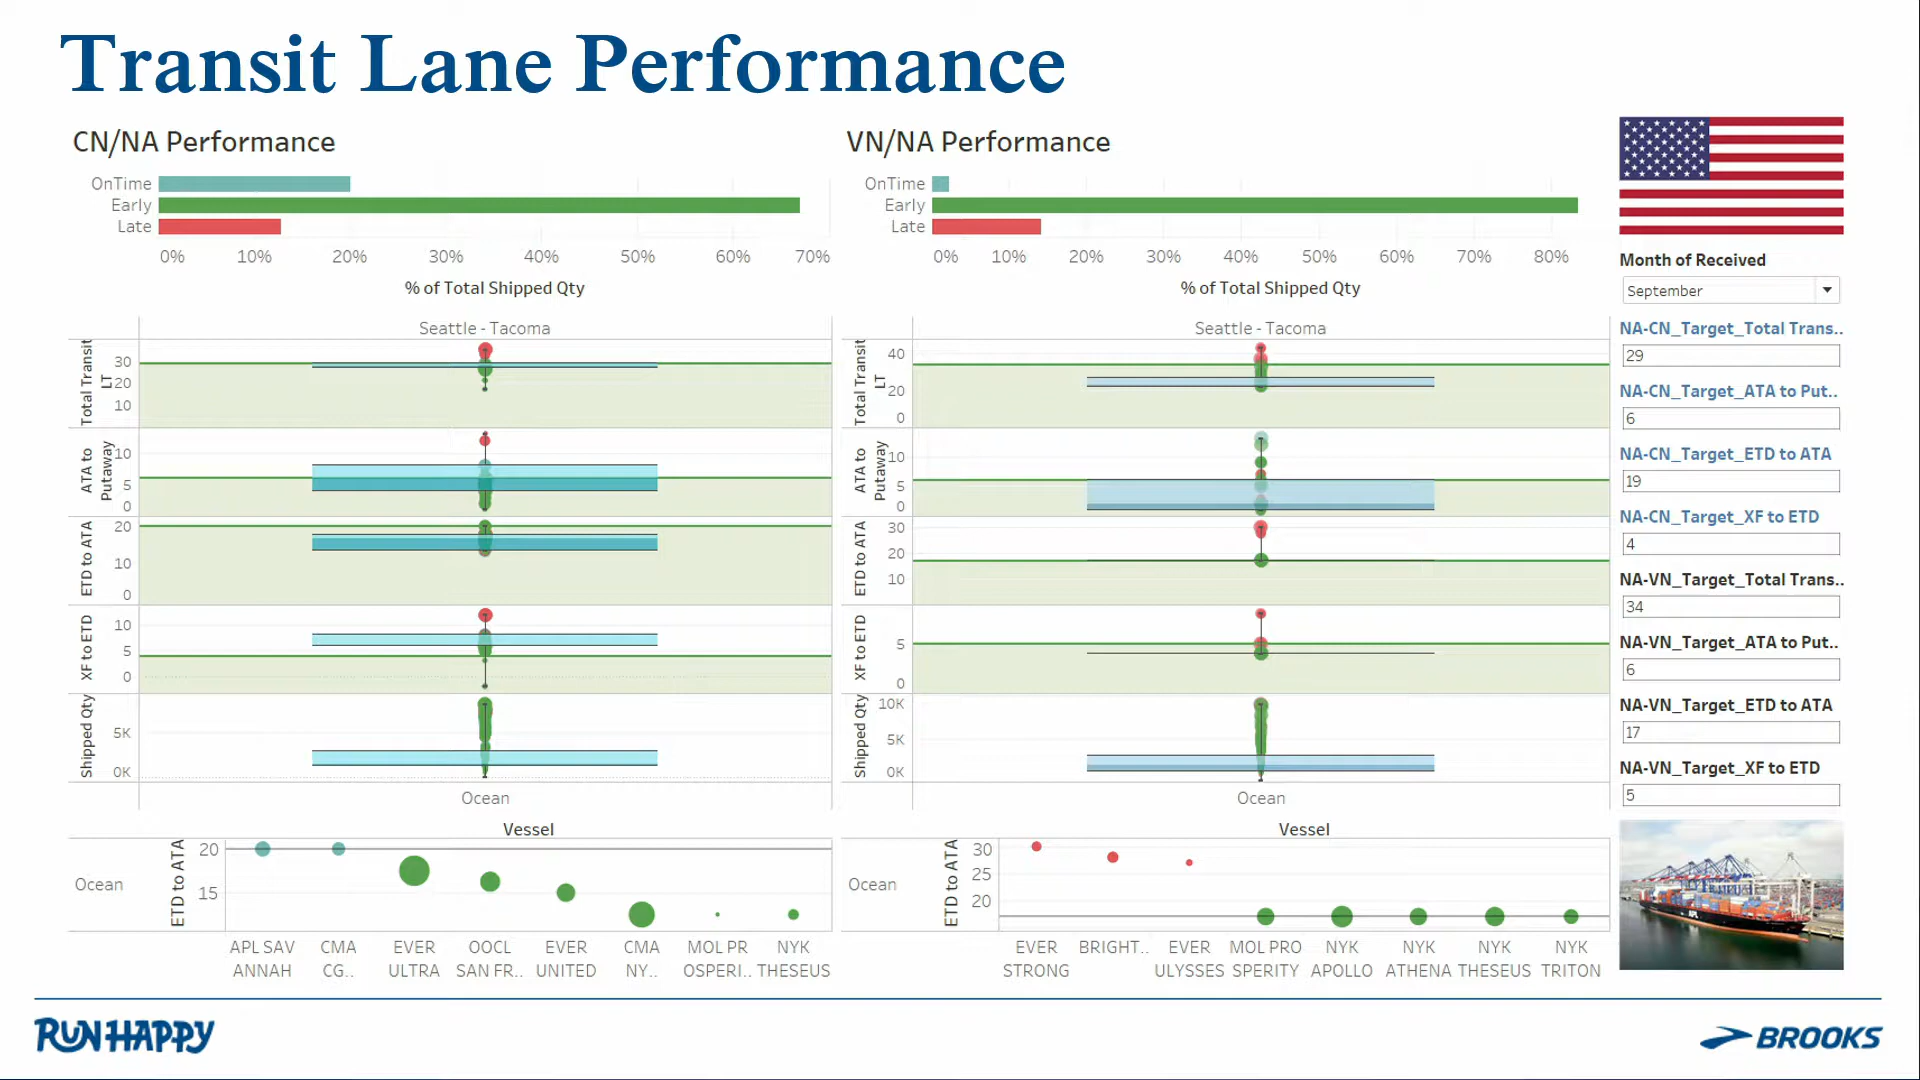 Transit Lane Performance
CN/NA Performance
OnTime
Early
Late
0% 10% 20% 30% 40% 50% 60% 70%
% of Total Shipped Qty
Seattle - Tacoma
Total Transit LT
30
20
10
ATA to Putaway
10
5
0
ETD to ATA
20
10
0
XF to ETD
10
5
0
Shipped Qty
5K
0K
Ocean
Vessel
Ocean
ETD to ATA
20
15
APL SAVANNAH
CMA CG..
EVER ULTRA
OOCL SAN FR..
EVER UNITED
CMA NY..
MOL PROSPERI..
NYK THESEUS
VN/NA Performance
OnTime
Early
Late
0% 10% 20% 30% 40% 50% 60% 70% 80%
% of Total Shipped Qty
Seattle - Tacoma
Total Transit LT
40
20
0
ATA to Putaway
10
5
0
ETD to ATA
30
20
10
XF to ETD
5
0
Shipped Qty
10K
5K
0K
Ocean
Vessel
Ocean
ETD to ATA
30
25
20
EVER STRONG
BRIGHT..
EVER ULYSSES
MOL PROSPERITY
NYK APOLLO
NYK ATHENA
NYK THESEUS
NYK TRITON
Month of Received
September
NA-CN_Target_Total Trans..
29
NA-CN_Target_ATA to Put..
6
NA-CN_Target_ETD to ATA
19
NA-CN_Target_XF to ETD
4
NA-VN_Target_Total Trans..
34
NA-VN_Target_ATA to Put..
6
NA-VN_Target_ETD to ATA
17
NA-VN_Target_XF to ETD
5
APL
RUN HAPPY
BROOKS